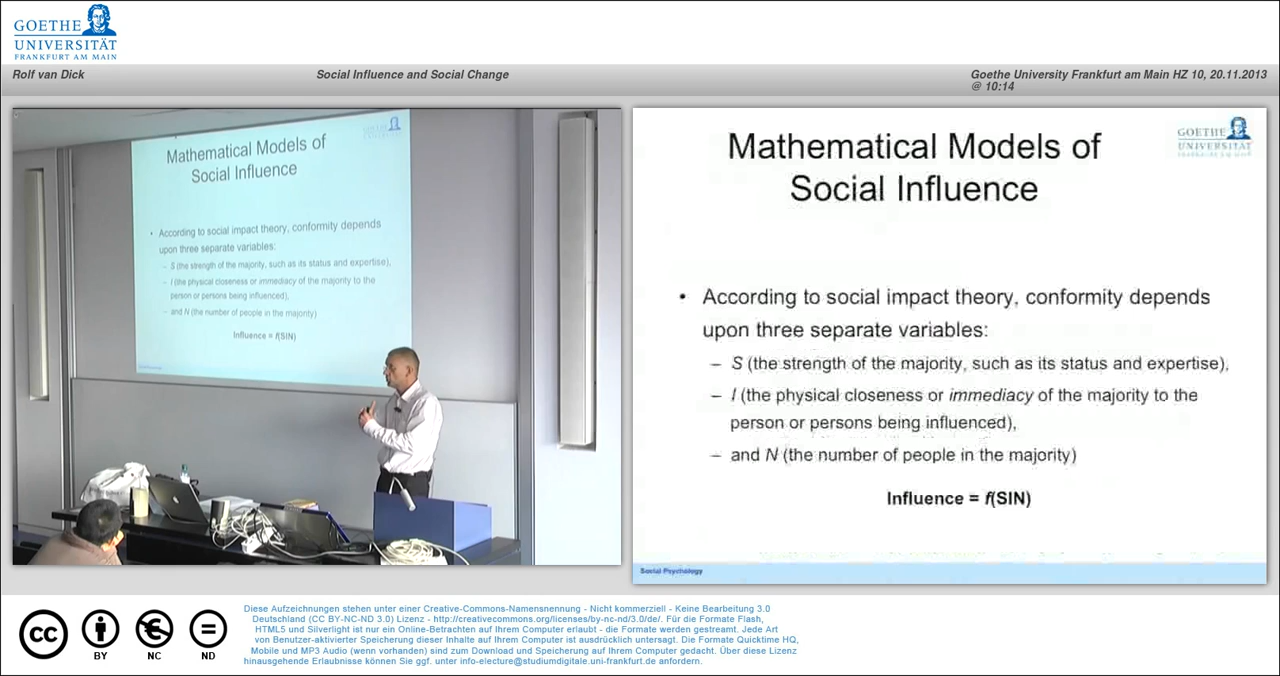 GOETHE
UNIVERSITÄT
FRANKFURT AM MAIN
Rolf van Dick
Social Influence and Social Change
Goethe University Frankfurt am Main HZ 10, 20.11.2013
@ 10:14
GOETHE
Mathematical Models of
Social Influence
• According to social impact theory, conformity depends
upon three separate variables:
– S (the strength of the majority, such as its status and expertise),
– I (the physical closeness or immediacy of the majority to the
person or persons being influenced),
– and N (the number of people in the majority)
Influence = f(SIN)
Mathematical Models of
Social Influence
GOETHE
UNIVERSITÄT
FRANKFURT AM MAIN
• According to social impact theory, conformity depends
upon three separate variables:
– S (the strength of the majority, such as its status and expertise),
– I (the physical closeness or immediacy of the majority to the
person or persons being influenced),
– and N (the number of people in the majority)
Influence = f(SIN)
Social Psychology
cc
BY
NC
ND
Diese Aufzeichnungen stehen unter einer Creative-Commons-Namensnennung - Nicht kommerziell - Keine Bearbeitung 3.0
Deutschland (CC BY-NC-ND 3.0) Lizenz - http://creativecommons.org/licenses/by-nc-nd/3.0/de/. Für die Formate Flash,
HTML5 und Silverlight ist nur ein Online-Betrachten auf Ihrem Computer erlaubt - die Formate werden gestreamt. Jede Art
von Benutzer-aktivierter Speicherung dieser Inhalte auf Ihrem Computer ist ausdrücklich untersagt. Die Formate Quicktime HQ,
Mobile und MP3 Audio (wenn vorhanden) sind zum Download und Speicherung auf Ihrem Computer gedacht. Über diese Lizenz
hinausgehende Erlaubnisse können Sie ggf. unter info-electure@studiumdigitale.uni-frankfurt.de anfordern.